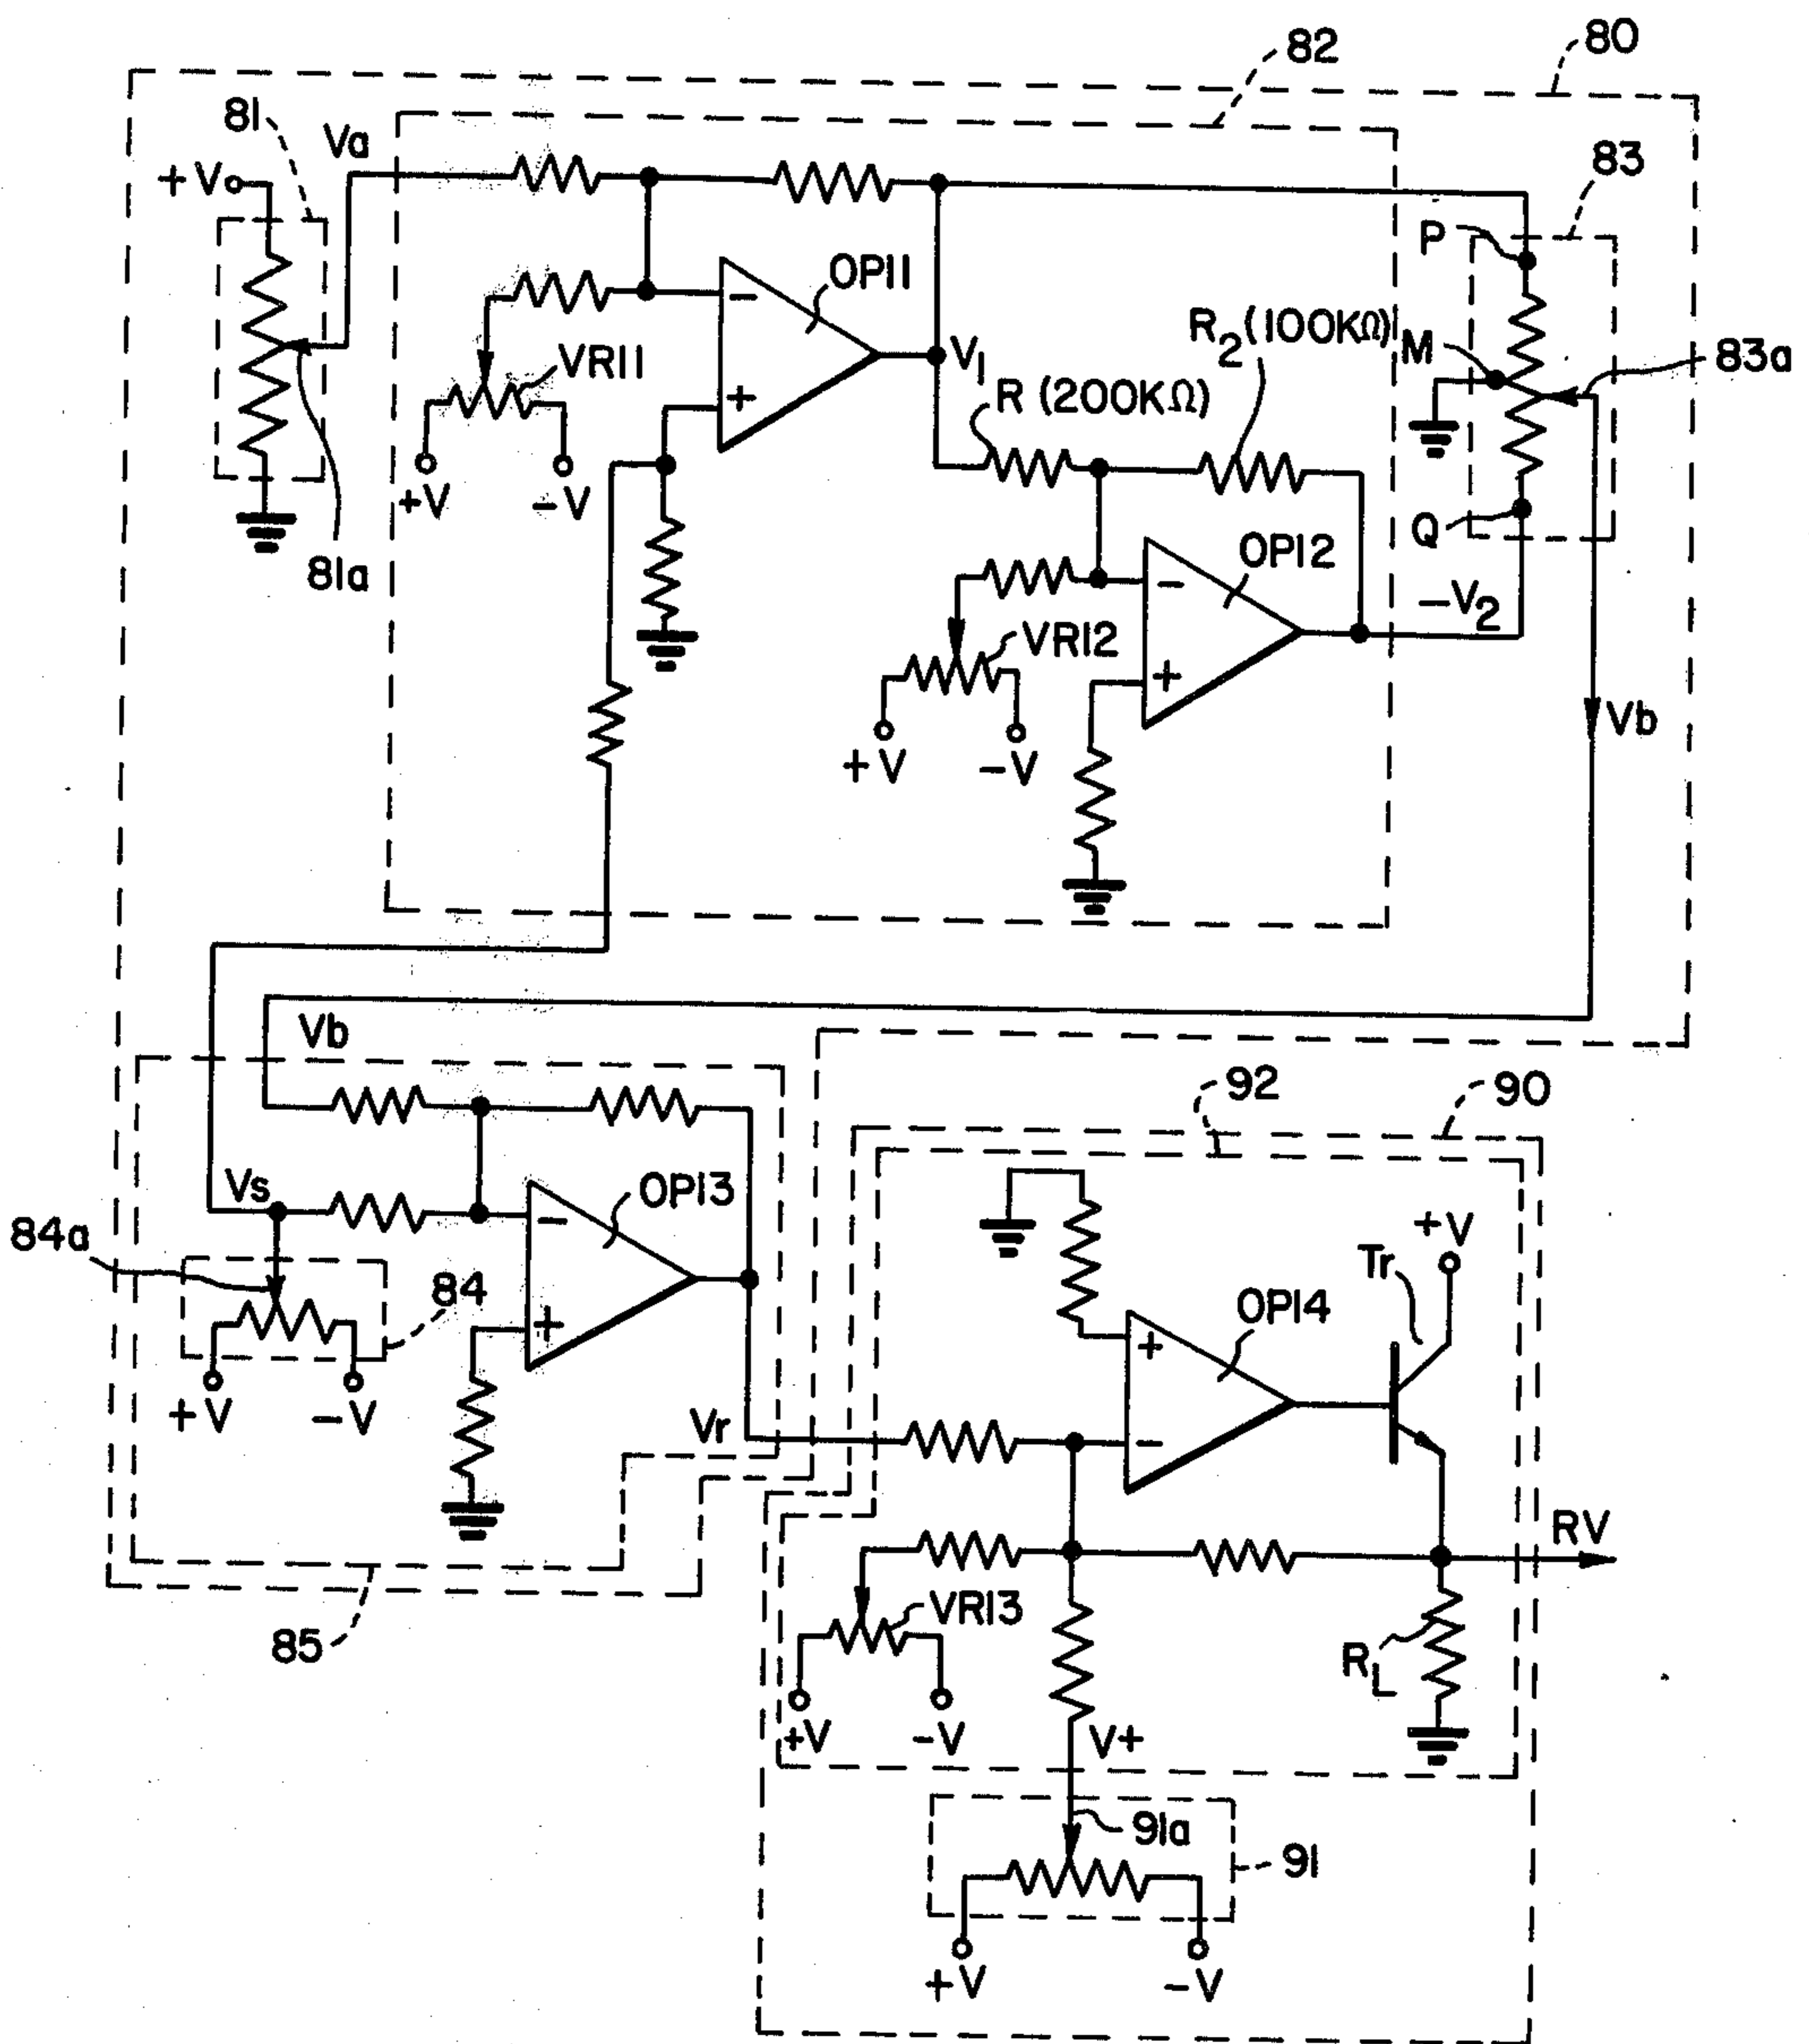 82
80
81
Va
83
+V
P
OP11
R2 (100KΩ)
M
83a
VR11
V1
R (200KΩ)
+V
-V
Q
81a
OP12
-V2
VR12
Vb
+V
-V
Vb
92
90
Vs
OP13
84a
+V
Tr
84
OP14
+V
-V
Vr
RV
VR13
85
RL
+V
-V
V+
91a
91
+V
-V